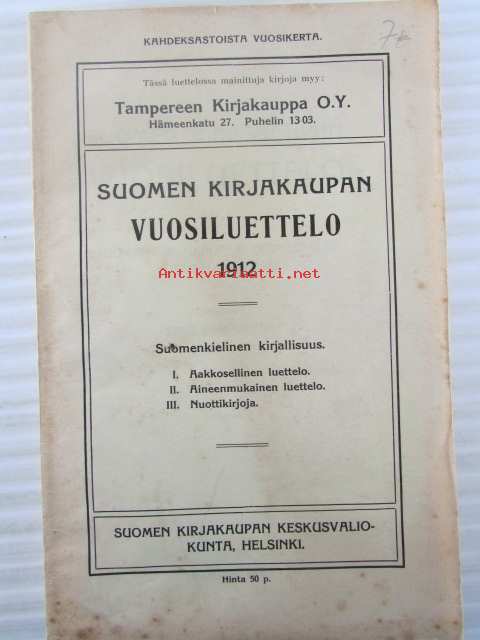 KAHDEKSASTOISTA VUOSIKERTA.
Tässä luettelossa mainittuja kirjoja myy:
Tampereen Kirjakauppa O.Y.
Hämeenkatu 27. Puhelin 13 03.
SUOMEN KIRJAKAUPAN
VUOSILUETTELO
1912
Antikvariaatti.net
Suomenkielinen kirjallisuus.
I. Aakkosellinen luettelo.
II. Aineenmukainen luettelo.
III. Nuottikirjoja.
SUOMEN KIRJAKAUPAN KESKUSVALIO-
KUNTA, HELSINKI.
Hinta 50 p.